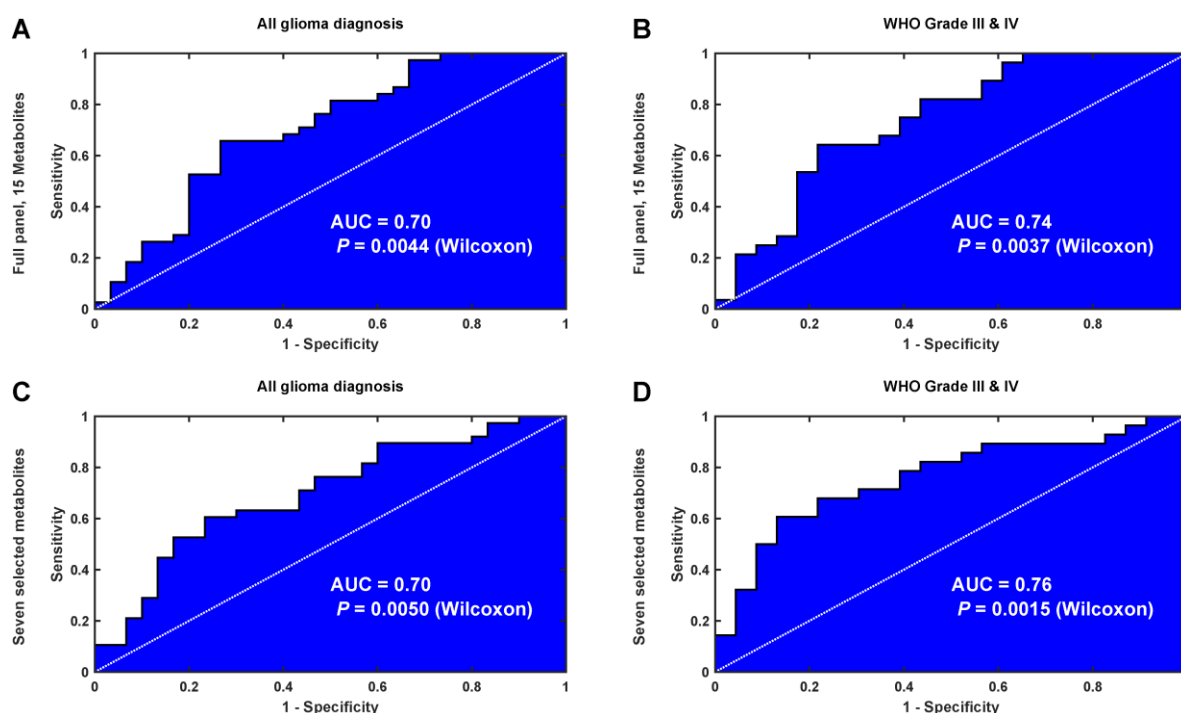 A
All glioma diagnosis
Full panel, 15 Metabolites
Sensitivity
1
0.8
0.6
0.4
0.2
0
AUC = 0.70
P = 0.0044 (Wilcoxon)
0 0.2 0.4 0.6 0.8 1
1 - Specificity
B
WHO Grade III & IV
Full panel, 15 Metabolites
Sensitivity
1
0.8
0.6
0.4
0.2
0
AUC = 0.74
P = 0.0037 (Wilcoxon)
0 0.2 0.4 0.6 0.8
1 - Specificity
C
All glioma diagnosis
Seven selected metabolites
Sensitivity
1
0.8
0.6
0.4
0.2
0
AUC = 0.70
P = 0.0050 (Wilcoxon)
0 0.2 0.4 0.6 0.8 1
1 - Specificity
D
WHO Grade III & IV
Seven selected metabolites
Sensitivity
1
0.8
0.6
0.4
0.2
0
AUC = 0.76
P = 0.0015 (Wilcoxon)
0 0.2 0.4 0.6 0.8
1 - Specificity